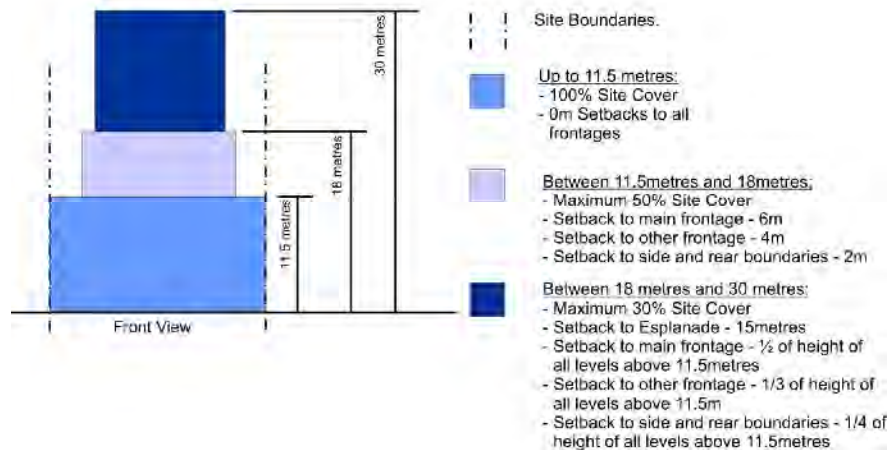 30 metres
18 metres
11.5 metres
Front View
Site Boundaries.
Up to 11.5 metres:
- 100% Site Cover
- 0m Setbacks to all
frontages
Between 11.5metres and 18metres:
- Maximum 50% Site Cover
- Setback to main frontage - 6m
- Setback to other frontage - 4m
- Setback to side and rear boundaries - 2m
Between 18 metres and 30 metres:
- Maximum 30% Site Cover
- Setback to Esplanade - 15metres
- Setback to main frontage - ½ of height of
all levels above 11.5metres
- Setback to other frontage - 1/3 of height of
all levels above 11.5m
- Setback to side and rear boundaries - 1/4 of
height of all levels above 11.5metres